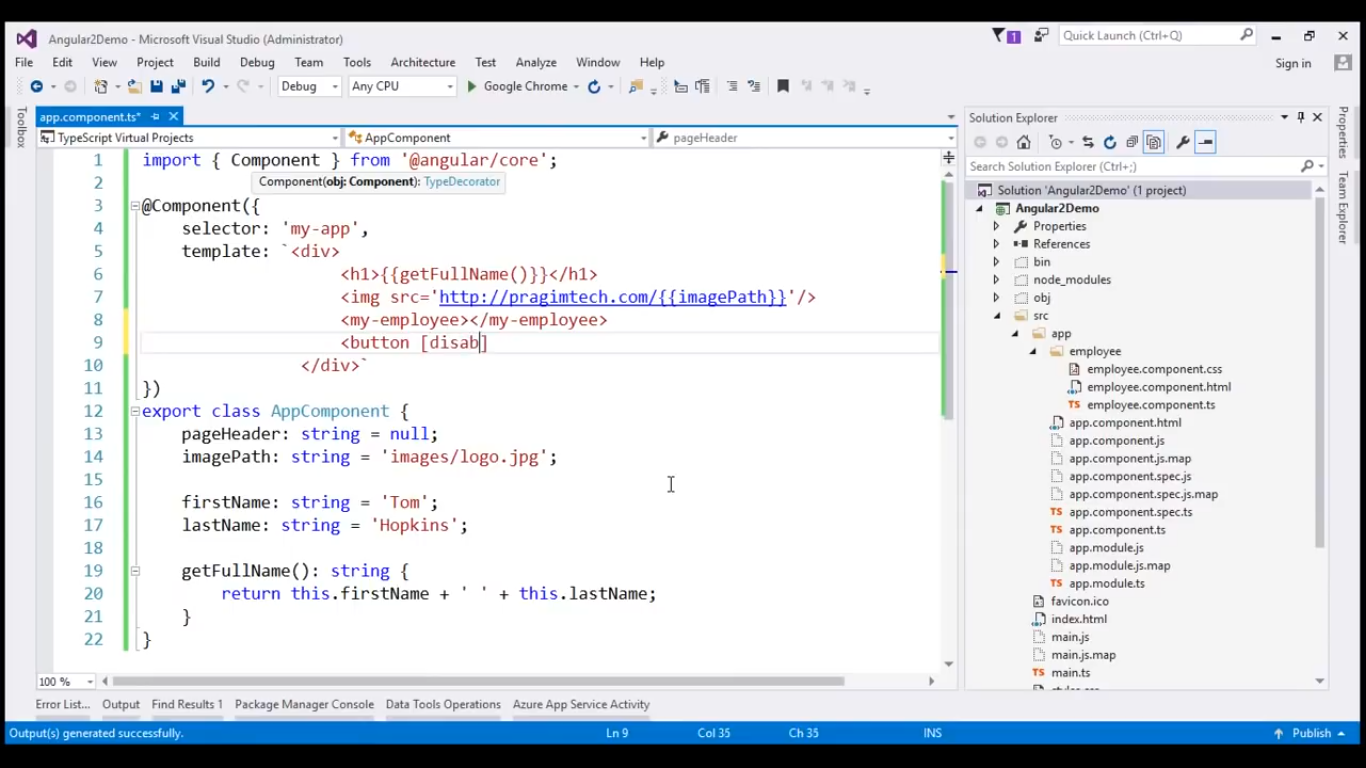 Angular2Demo - Microsoft Visual Studio (Administrator)
1
Quick Launch (Ctrl+Q)
File Edit View Project Build Debug Team Tools Architecture Test Analyze Window Help
Sign in
Debug Any CPU Google Chrome
app.component.ts*
TypeScript Virtual Projects AppComponent pageHeader
Toolbox
1 import { Component } from '@angular/core';
2 Component(obj: Component): TypeDecorator
3 @Component({
4 selector: 'my-app',
5 template: `<div>
6 <h1>{{getFullName()}}</h1>
7 <img src='http://pragimtech.com/{{imagePath}}'/>
8 <my-employee></my-employee>
9 <button [disab]
10 </div>`
11 })
12 export class AppComponent {
13 pageHeader: string = null;
14 imagePath: string = 'images/logo.jpg';
15
16 firstName: string = 'Tom';
17 lastName: string = 'Hopkins';
18
19 getFullName(): string {
20 return this.firstName + ' ' + this.lastName;
21 }
22 }
100 %
Solution Explorer
Search Solution Explorer (Ctrl+;)
Solution 'Angular2Demo' (1 project)
Angular2Demo
Properties
References
bin
node_modules
obj
src
app
employee
employee.component.css
employee.component.html
employee.component.ts
app.component.html
app.component.js
app.component.js.map
app.component.spec.js
app.component.spec.js.map
app.component.spec.ts
app.component.ts
app.module.js
app.module.js.map
app.module.ts
favicon.ico
index.html
main.js
main.js.map
main.ts
Properties
Team Explorer
Error List... Output Find Results 1 Package Manager Console Data Tools Operations Azure App Service Activity
Output(s) generated successfully. Ln 9 Col 35 Ch 35 INS Publish